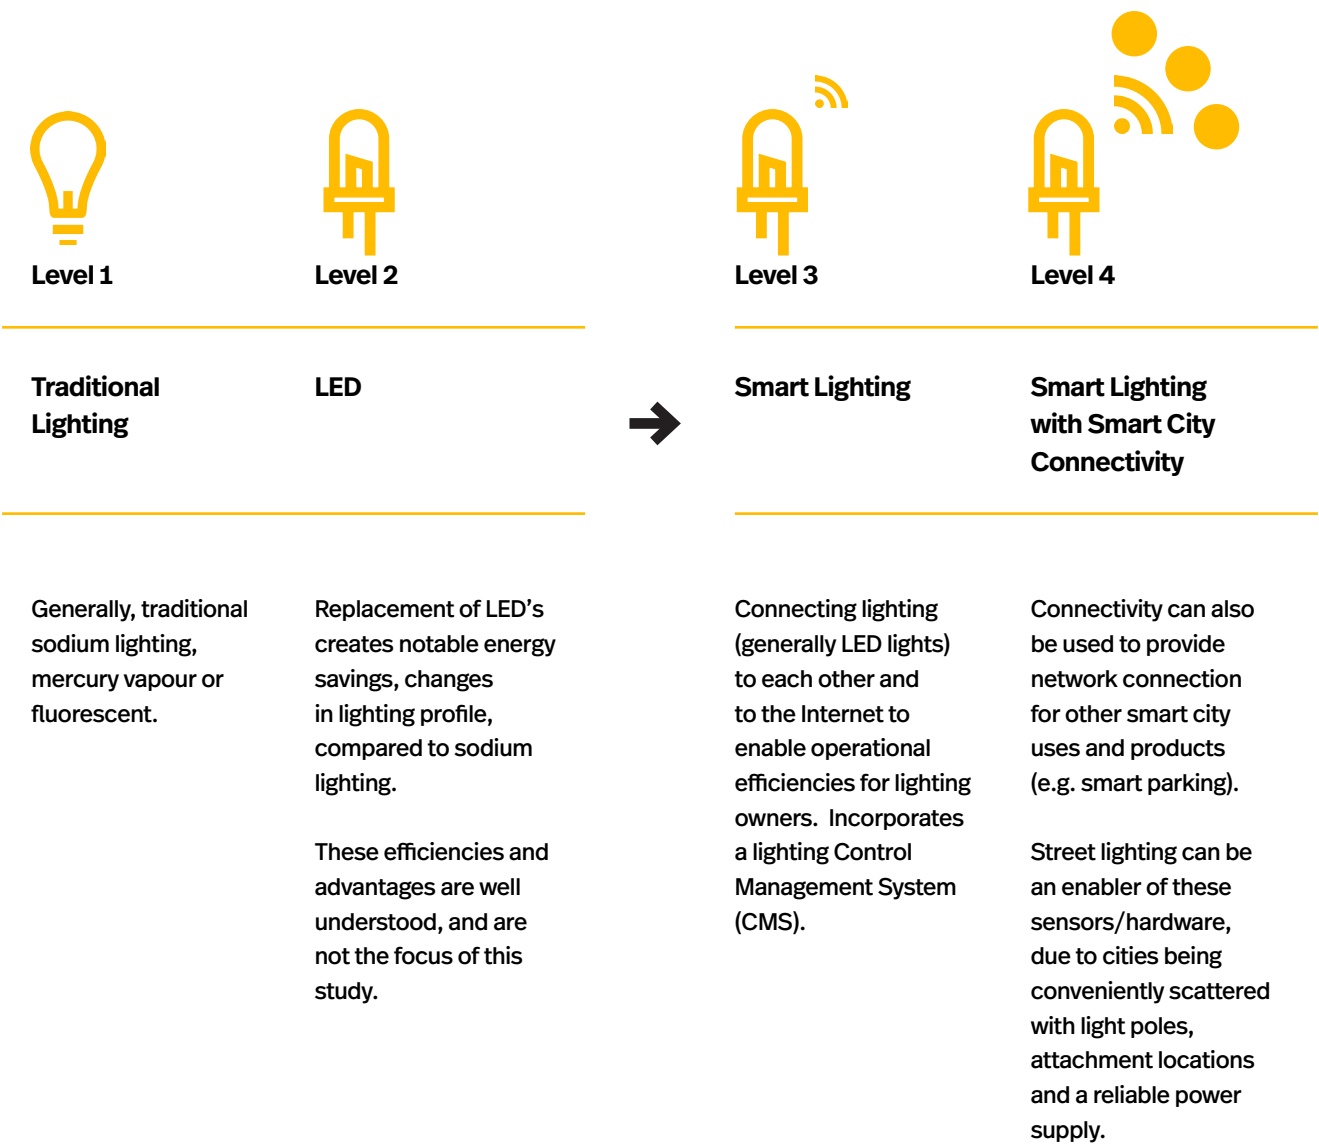 Level 1
Level 2
Level 3
Level 4
Traditional
Lighting
LED
Smart Lighting
Smart Lighting
with Smart City
Connectivity
Generally, traditional
sodium lighting,
mercury vapour or
fluorescent.
Replacement of LED’s
creates notable energy
savings, changes
in lighting profile,
compared to sodium
lighting.
These efficiencies and
advantages are well
understood, and are
not the focus of this
study.
Connecting lighting
(generally LED lights)
to each other and
to the Internet to
enable operational
efficiencies for lighting
owners.  Incorporates
a lighting Control
Management System
(CMS).
Connectivity can also
be used to provide
network connection
for other smart city
uses and products
(e.g. smart parking).
Street lighting can be
an enabler of these
sensors/hardware,
due to cities being
conveniently scattered
with light poles,
attachment locations
and a reliable power
supply.